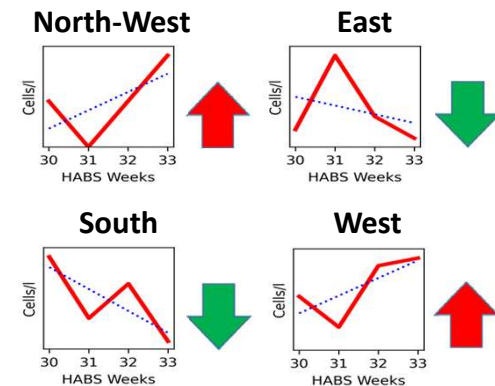 North-West
East
Cells/l
30 31 32 33
HABS Weeks
Cells/l
30 31 32 33
HABS Weeks
South
West
Cells/l
30 31 32 33
HABS Weeks
Cells/l
30 31 32 33
HABS Weeks